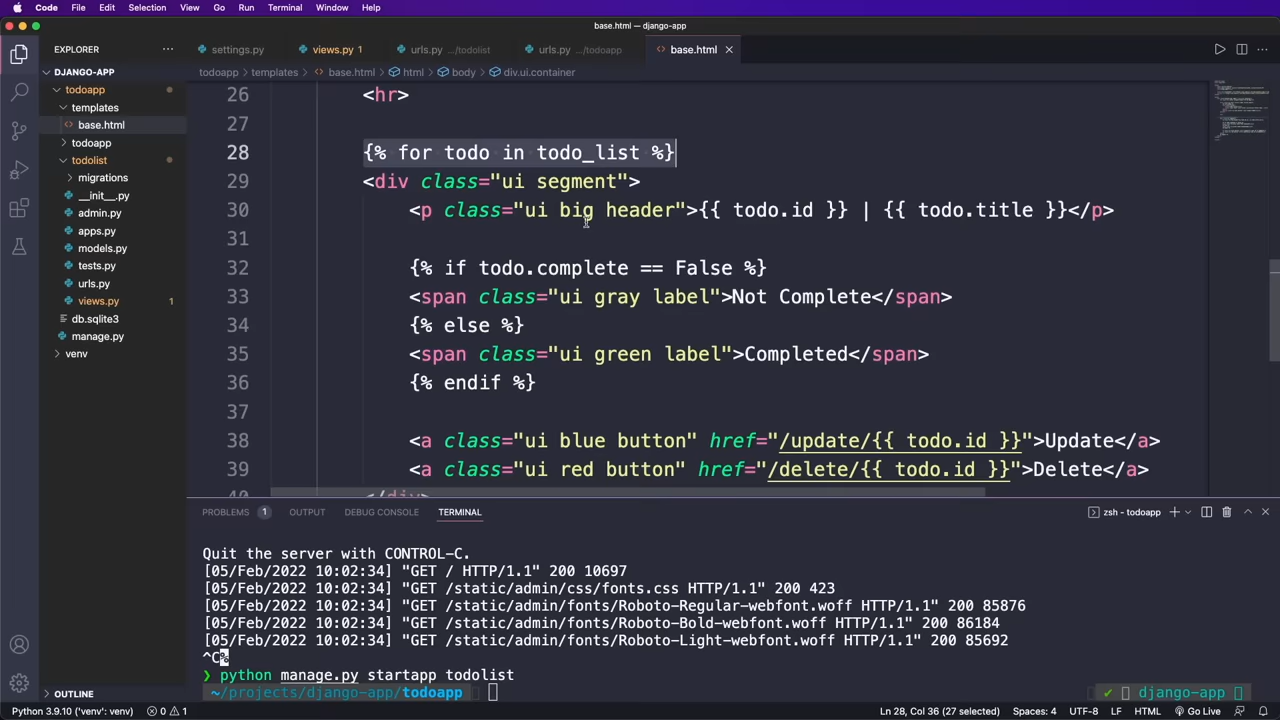 Code File Edit Selection View Go Run Terminal Window Help
base.html — django-app
EXPLORER
settings.py
views.py 1
urls.py .../todolist
urls.py .../todoapp
base.html
DJANGO-APP
todoapp > templates > base.html > html > body > div.ui.container
todoapp
templates
base.html
todoapp
todolist
migrations
__init__.py
admin.py
apps.py
models.py
tests.py
urls.py
views.py 1
db.sqlite3
manage.py
venv
OUTLINE
26 <hr>
27
28 {% for todo in todo_list %}
29 <div class="ui segment">
30 <p class="ui big header">{{ todo.id }} | {{ todo.title }}</p>
31
32 {% if todo.complete == False %}
33 <span class="ui gray label">Not Complete</span>
34 {% else %}
35 <span class="ui green label">Completed</span>
36 {% endif %}
37
38 <a class="ui blue button" href="/update/{{ todo.id }}">Update</a>
39 <a class="ui red button" href="/delete/{{ todo.id }}">Delete</a>
40 </div>
PROBLEMS 1 OUTPUT DEBUG CONSOLE TERMINAL
zsh - todoapp
Quit the server with CONTROL-C.
[05/Feb/2022 10:02:34] "GET / HTTP/1.1" 200 10697
[05/Feb/2022 10:02:34] "GET /static/admin/css/fonts.css HTTP/1.1" 200 423
[05/Feb/2022 10:02:34] "GET /static/admin/fonts/Roboto-Regular-webfont.woff HTTP/1.1" 200 85876
[05/Feb/2022 10:02:34] "GET /static/admin/fonts/Roboto-Bold-webfont.woff HTTP/1.1" 200 86184
[05/Feb/2022 10:02:34] "GET /static/admin/fonts/Roboto-Light-webfont.woff HTTP/1.1" 200 85692
^C%
❯ python manage.py startapp todolist
~/projects/django-app/todoapp
✔ django-app
Python 3.9.10 ('venv': venv) 0 1
Ln 28, Col 36 (27 selected) Spaces: 4 UTF-8 LF HTML Go Live